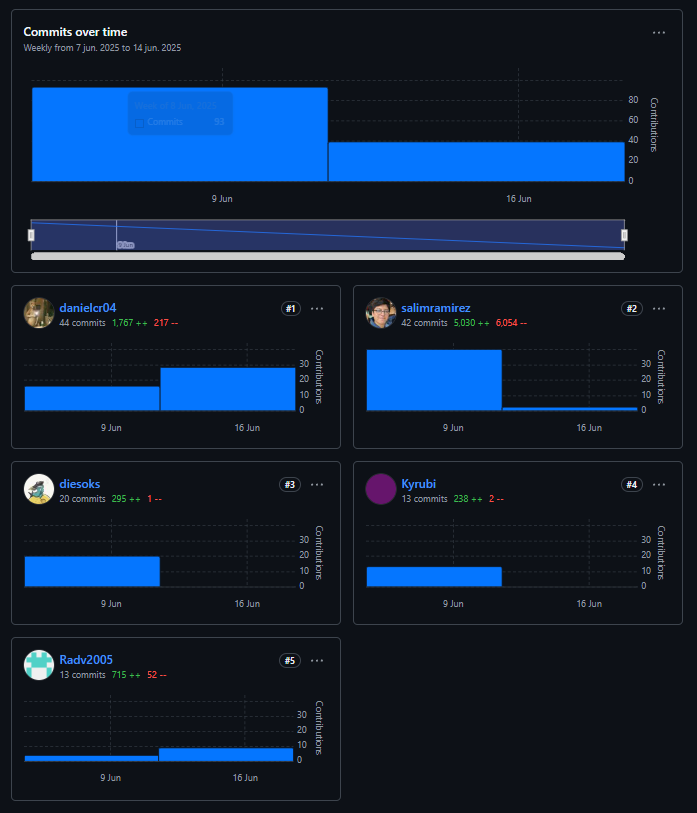 Commits over time
Weekly from 7 jun. 2025 to 14 jun. 2025
Commits 93
80
60
40
20
0
Contributions
9 Jun
16 Jun
9 Jun
danielcr04
#1
44 commits 1,767 ++ 217 --
30
20
10
0
Contributions
9 Jun
16 Jun
salimramirez
#2
42 commits 5,030 ++ 6,054 --
30
20
10
0
Contributions
9 Jun
16 Jun
diesoks
#3
20 commits 295 ++ 1 --
30
20
10
0
Contributions
9 Jun
16 Jun
Kyrubi
#4
13 commits 238 ++ 2 --
30
20
10
0
Contributions
9 Jun
16 Jun
Radv2005
#5
13 commits 715 ++ 52 --
30
20
10
0
Contributions
9 Jun
16 Jun